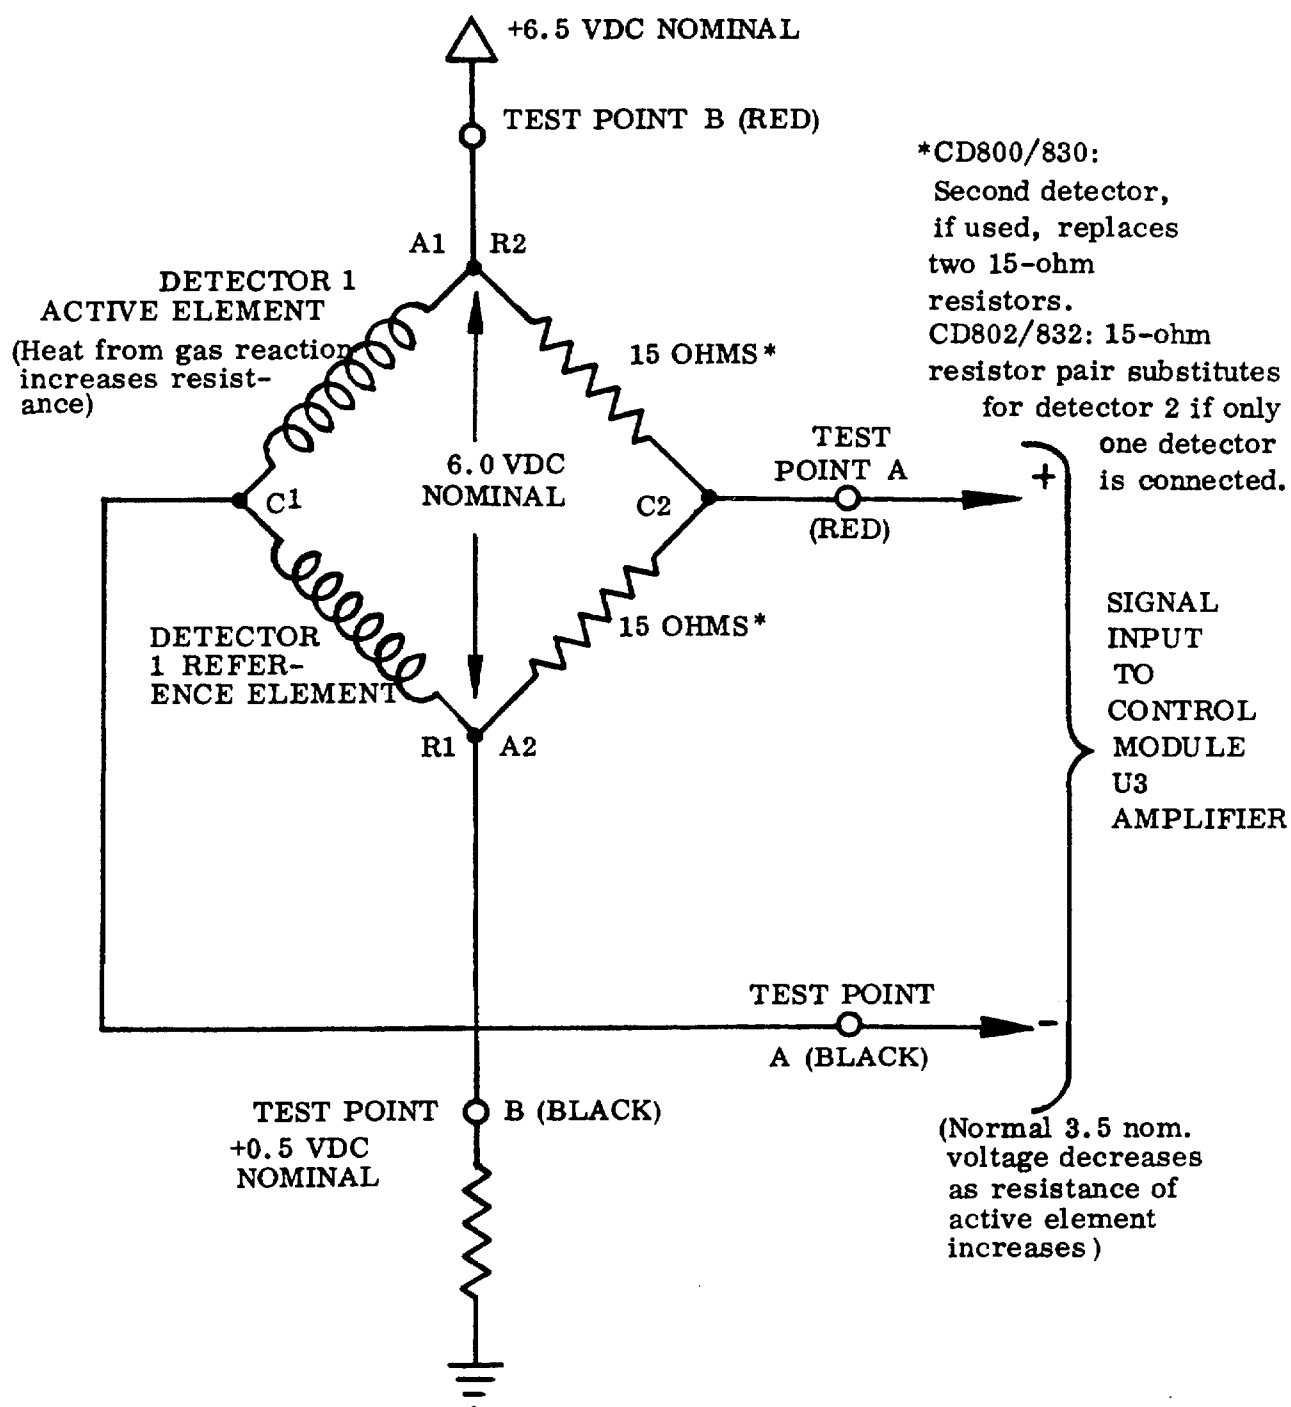 +6.5 VDC NOMINAL
TEST POINT B (RED)
*CD800/830:
Second detector,
if used, replaces
two 15-ohm
resistors.
CD802/832: 15-ohm
resistor pair substitutes
for detector 2 if only
one detector
is connected.
A1 R2
DETECTOR 1
ACTIVE ELEMENT
(Heat from gas reaction
increases resist-
ance)
15 OHMS*
6.0 VDC
NOMINAL
C1
C2
TEST
POINT A
(RED)
+
DETECTOR
1 REFER-
ENCE ELEMENT
15 OHMS*
R1 A2
SIGNAL
INPUT
TO
CONTROL
MODULE
U3
AMPLIFIER
TEST POINT
A (BLACK)
-
TEST POINT B (BLACK)
+0.5 VDC
NOMINAL
(Normal 3.5 nom.
voltage decreases
as resistance of
active element
increases)